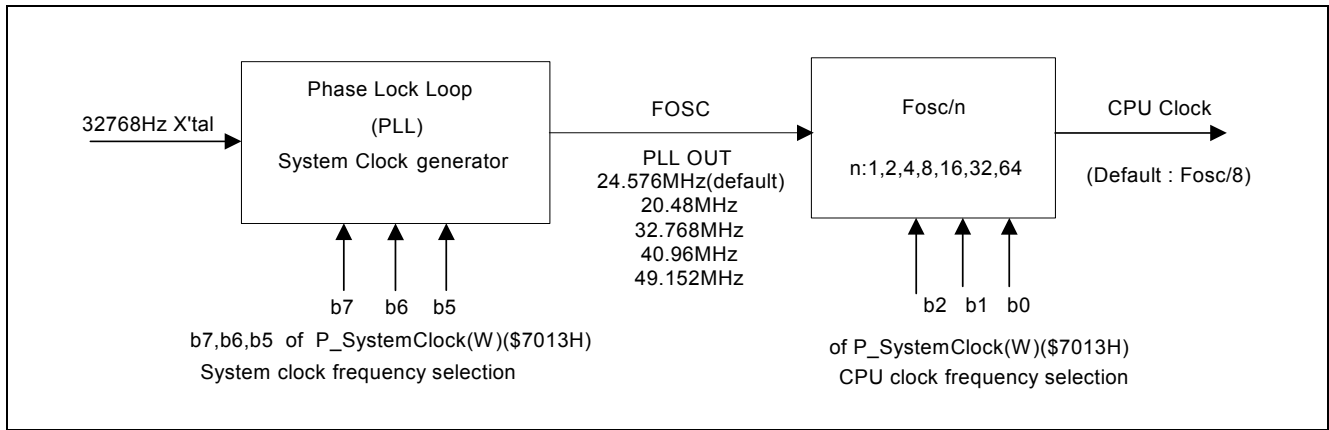 32768Hz X'tal
Phase Lock Loop
(PLL)
System Clock generator
b7 b6 b5
b7,b6,b5 of P_SystemClock(W)($7013H)
System clock frequency selection
FOSC
PLL OUT
24.576MHz(default)
20.48MHz
32.768MHz
40.96MHz
49.152MHz
Fosc/n
n:1,2,4,8,16,32,64
b2 b1 b0
of P_SystemClock(W)($7013H)
CPU clock frequency selection
CPU Clock
(Default : Fosc/8)